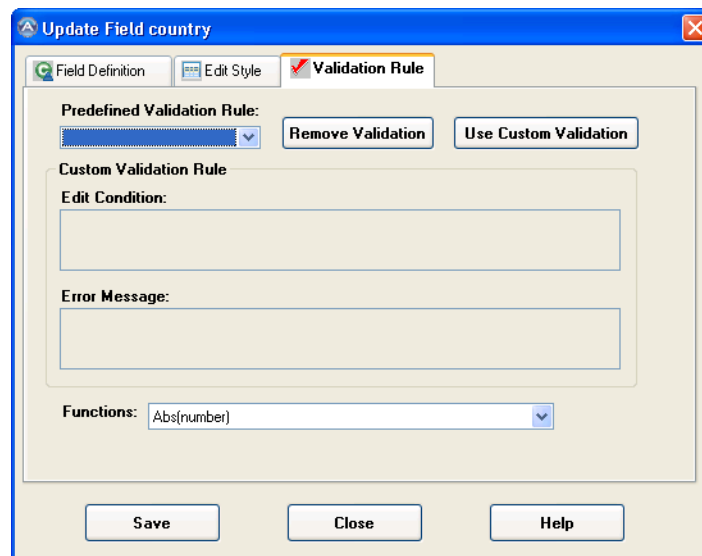 Update Field country
Field Definition
Edit Style
Validation Rule
Predefined Validation Rule:
Remove Validation
Use Custom Validation
Custom Validation Rule
Edit Condition:
Error Message:
Functions:
Abs(number)
Save
Close
Help